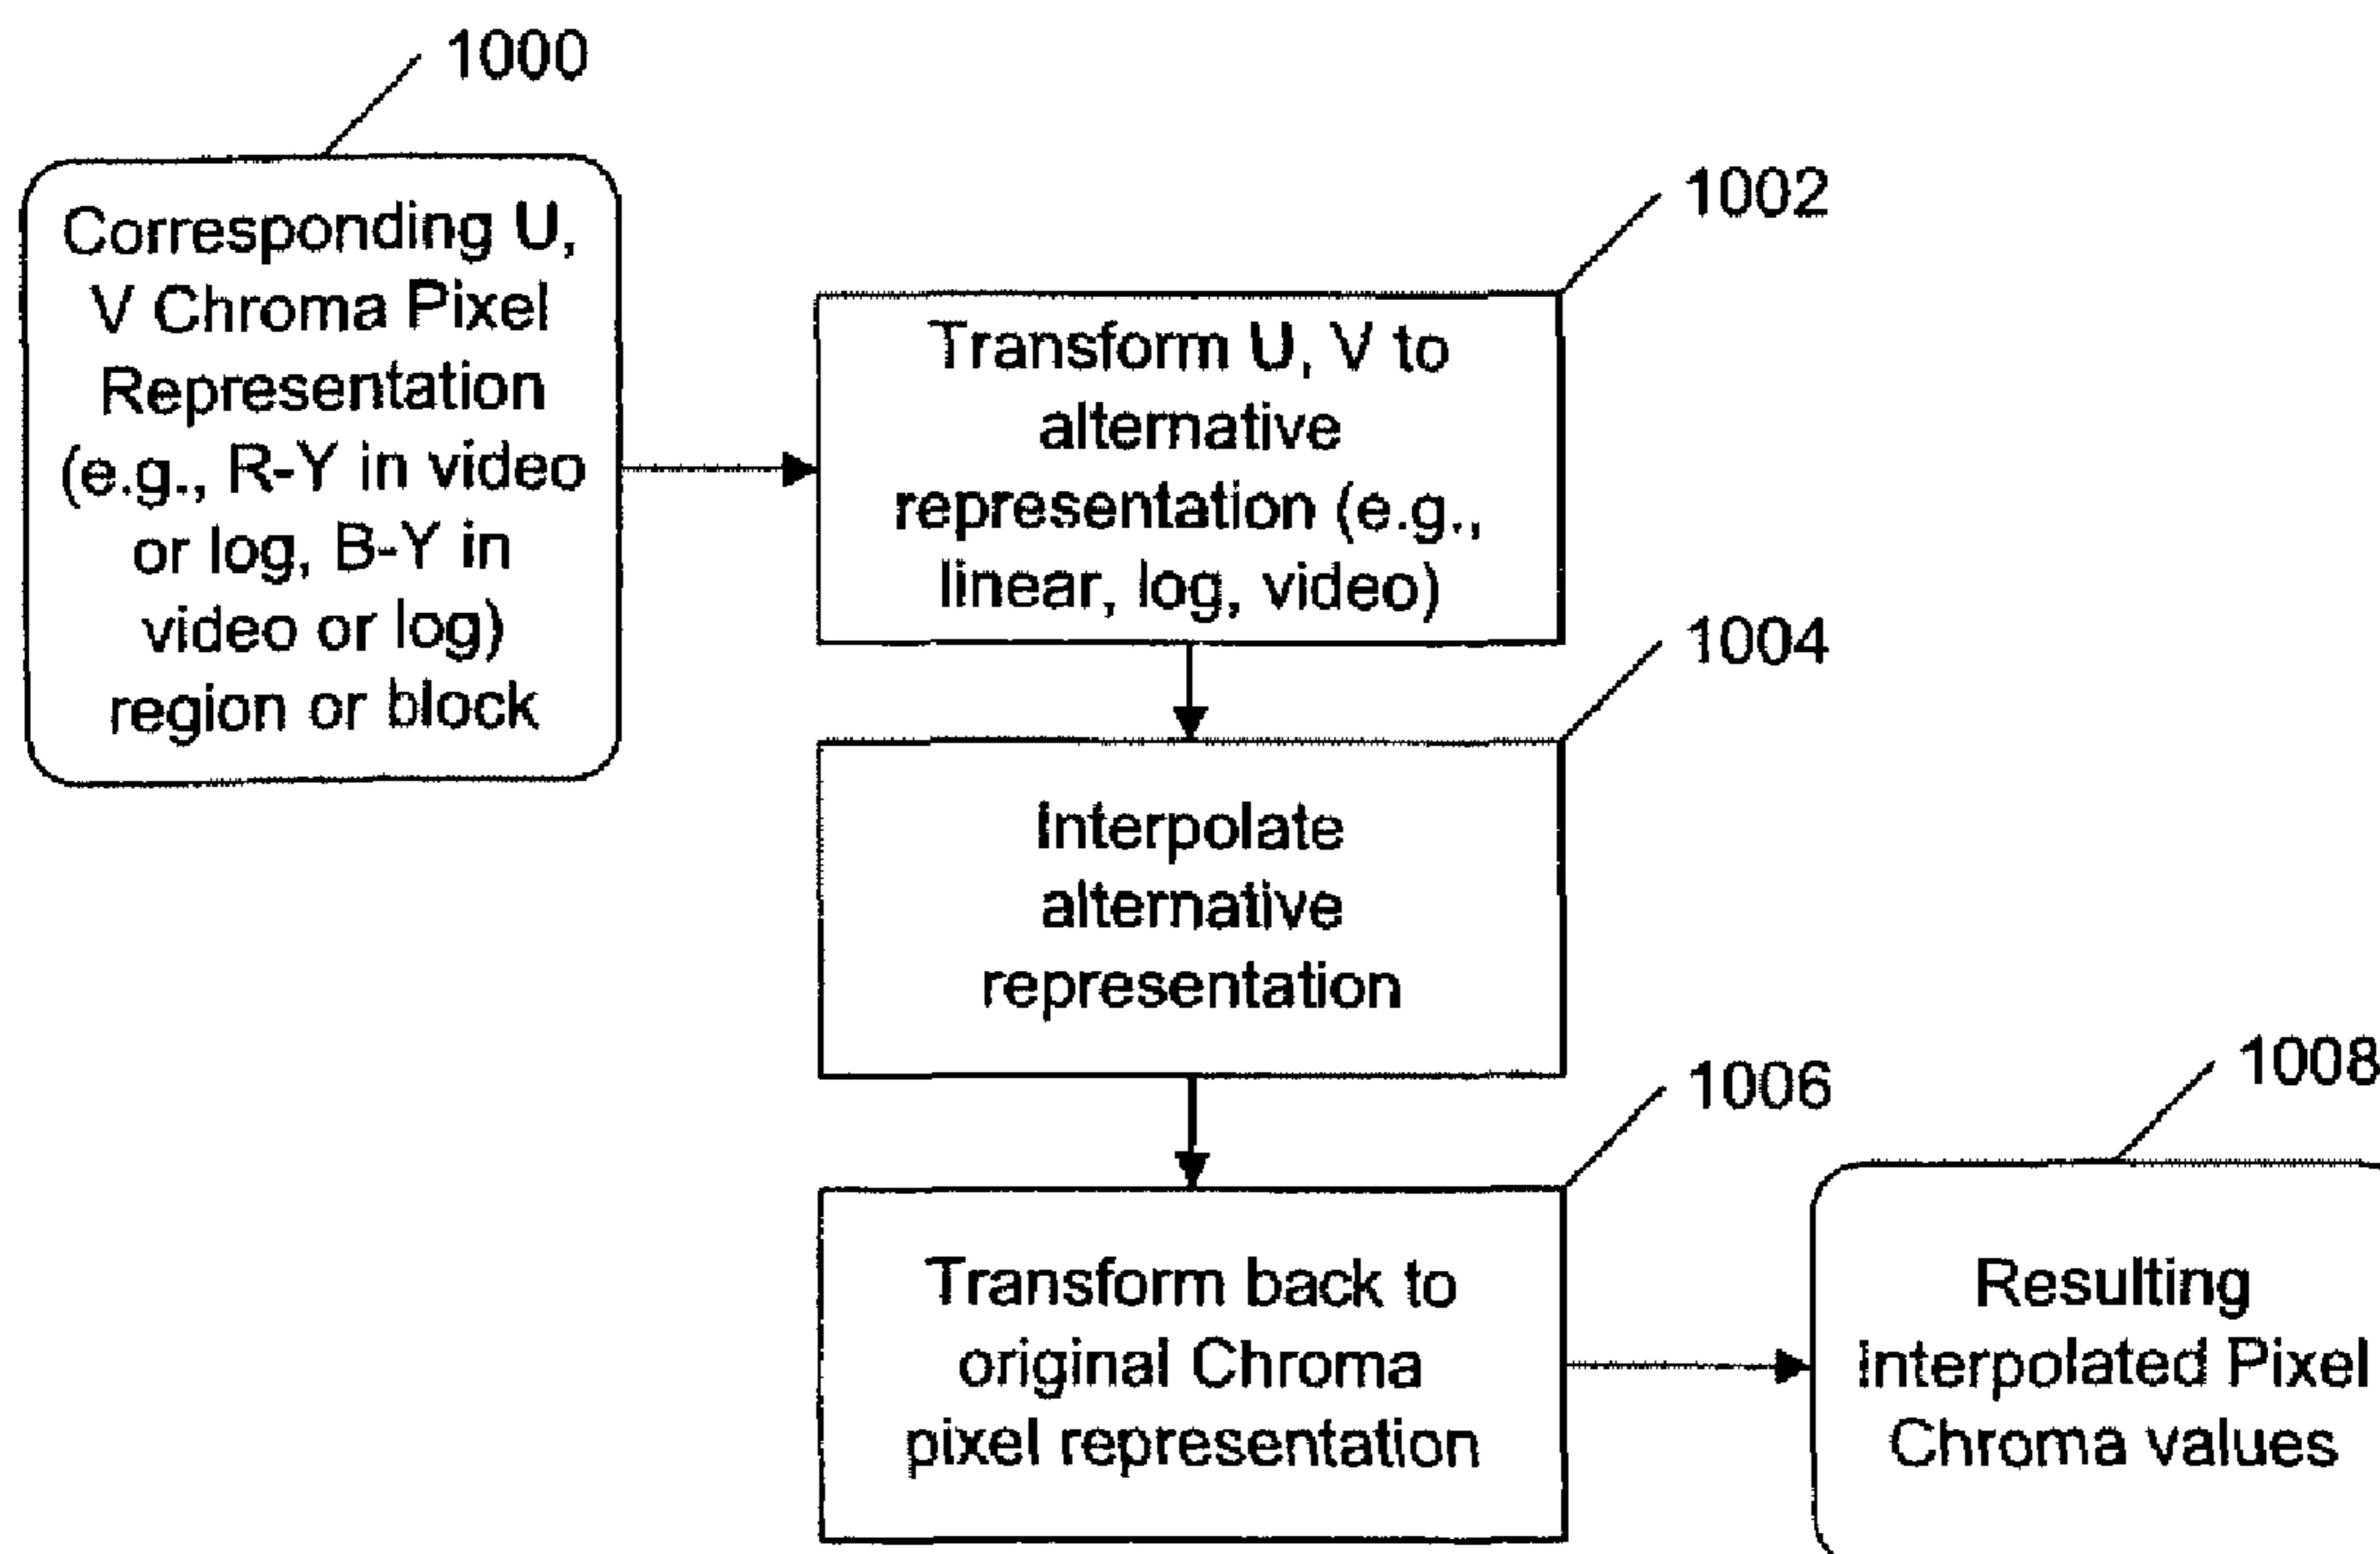 1000
Corresponding U,
V Chroma Pixel
Representation
(e.g., R-Y in video
or log, B-Y in
video or log)
region or block
1002
Transform U, V to
alternative
representation (e.g.,
linear, log, video)
1004
Interpolate
alternative
representation
1006
Transform back to
original Chroma
pixel representation
1008
Resulting
Interpolated Pixel
Chroma values